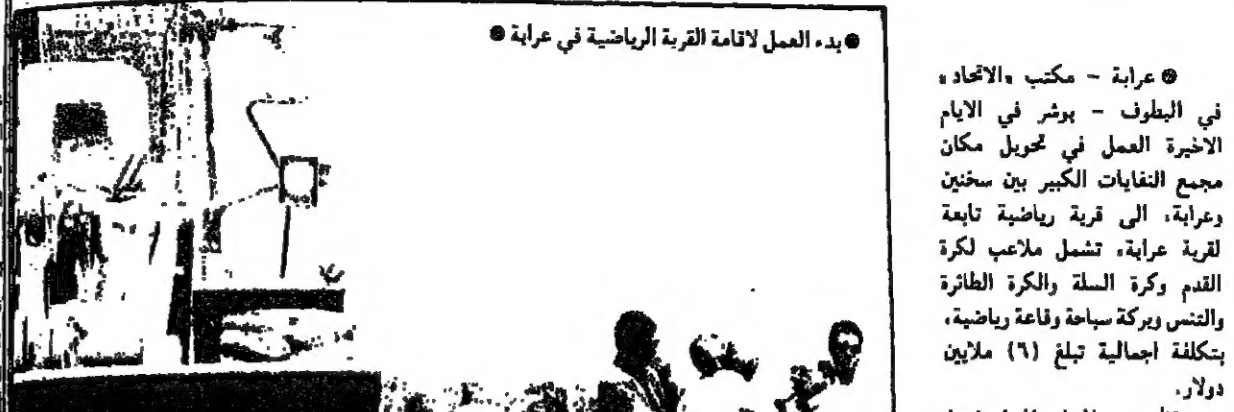 ● بدء العمل لاقامة القرية الرياضية في عرابة ●
● عرابة - مكتب «الاتحاد»
في البطوف - بوشر في الايام
الاخيرة العمل في تحويل مكان
مجمع النفايات الكبير بين سخنين
وعرابة، الى قرية رياضية تابعة
لقرية عرابة، تشمل ملاعب لكرة
القدم وكرة السلة والكرة الطائرة
والتنس وبركة سباحة وقاعة رياضية،
بتكلفة اجمالية تبلغ (٦) ملايين
دولار.